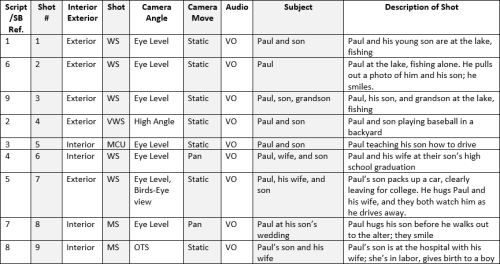 Script /SB Ref. | Shot # | Interior Exterior | Shot | Camera Angle | Camera Move | Audio | Subject | Description of Shot
1 | 1 | Exterior | WS | Eye Level | Static | VO | Paul and son | Paul and his young son are at the lake, fishing
6 | 2 | Exterior | WS | Eye Level | Static | VO | Paul | Paul at the lake, fishing alone. He pulls out a photo of him and his son; he smiles.
9 | 3 | Exterior | WS | Eye Level | Static | VO | Paul, son, grandson | Paul, his son, and grandson at the lake, fishing
2 | 4 | Exterior | VWS | High Angle | Static | VO | Paul and son | Paul and son playing baseball in a backyard
3 | 5 | Interior | MCU | Eye Level | Static | VO | Paul and son | Paul teaching his son how to drive
4 | 6 | Interior | WS | Eye Level | Pan | VO | Paul, wife, and son | Paul and his wife at their son's high school graduation
5 | 7 | Exterior | WS | Eye Level, Birds-Eye view | Static | VO | Paul, his wife, and son | Paul's son packs up a car, clearly leaving for college. He hugs Paul and his wife, and they both watch him as he drives away.
7 | 8 | Interior | MS | Eye Level | Pan | VO | Paul at his son's wedding | Paul hugs his son before he walks out to the alter; they smile
8 | 9 | Interior | MS | OTS | Static | VO | Paul's son and his wife | Paul's son is at the hospital with his wife; she's in labor, gives birth to a boy